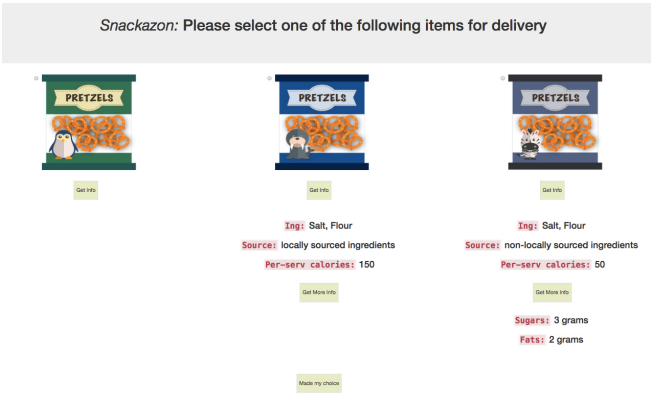 Snackazon: Please select one of the following items for delivery
PRETZELS PRETZELS PRETZELS
Get Info Get Info Get Info
Ing: Salt, Flour Ing: Salt, Flour
Source: locally sourced ingredients Source: non-locally sourced ingredients
Per-serv calories: 150 Per-serv calories: 50
Get More Info Get More Info
Sugars: 3 grams
Fats: 2 grams
Made my choice